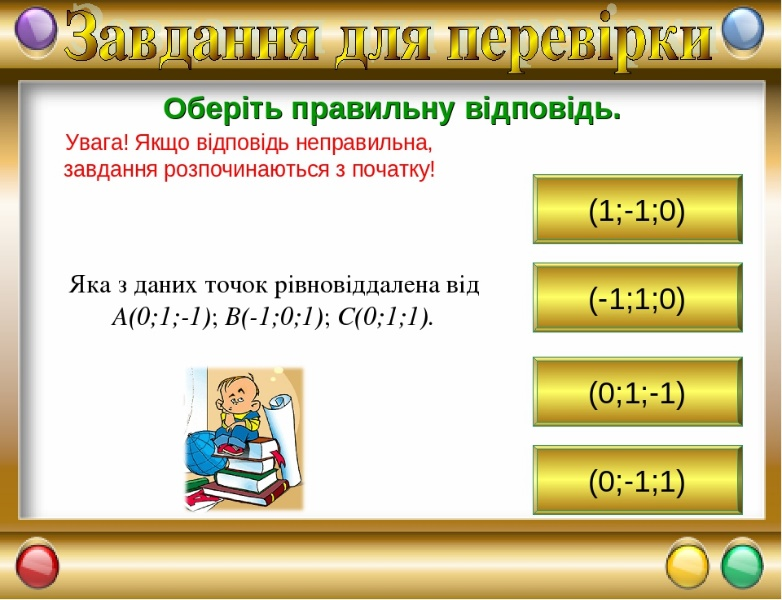 Завдання для перевірки
Оберіть правильну відповідь.
Увага! Якщо відповідь неправильна,
завдання розпочинаються з початку!
Яка з даних точок рівновіддалена від
А(0;1;-1); В(-1;0;1); С(0;1;1).
(1;-1;0)
(-1;1;0)
(0;1;-1)
(0;-1;1)